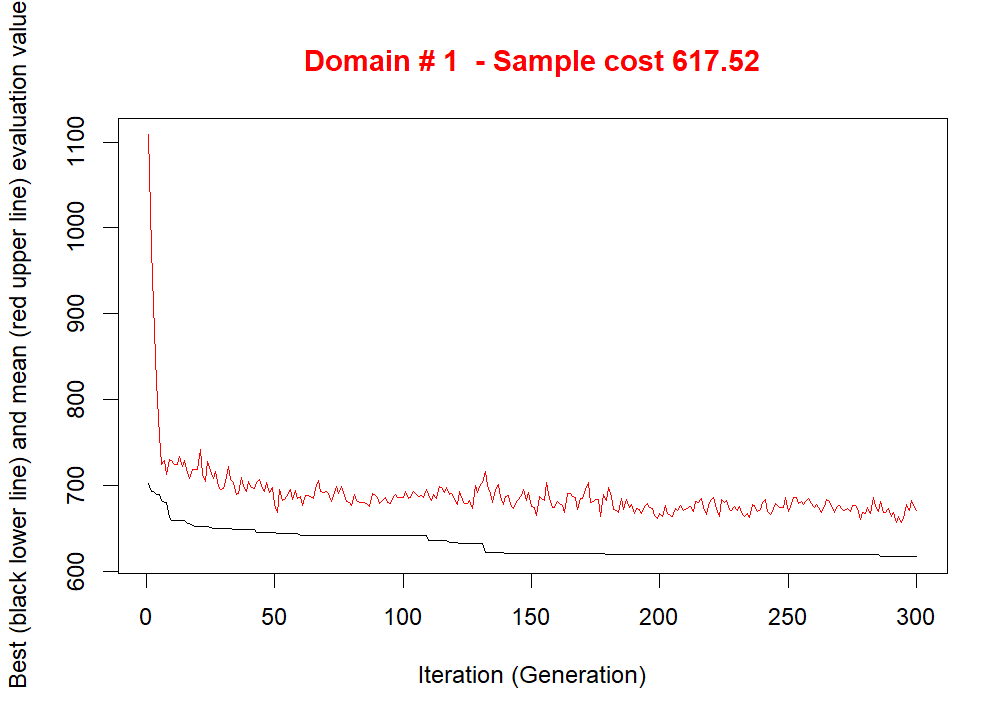 Domain # 1  - Sample cost 617.52
Best (black lower line) and mean (red upper line) evaluation value
1100
1000
900
800
700
600
0 50 100 150 200 250 300
Iteration (Generation)